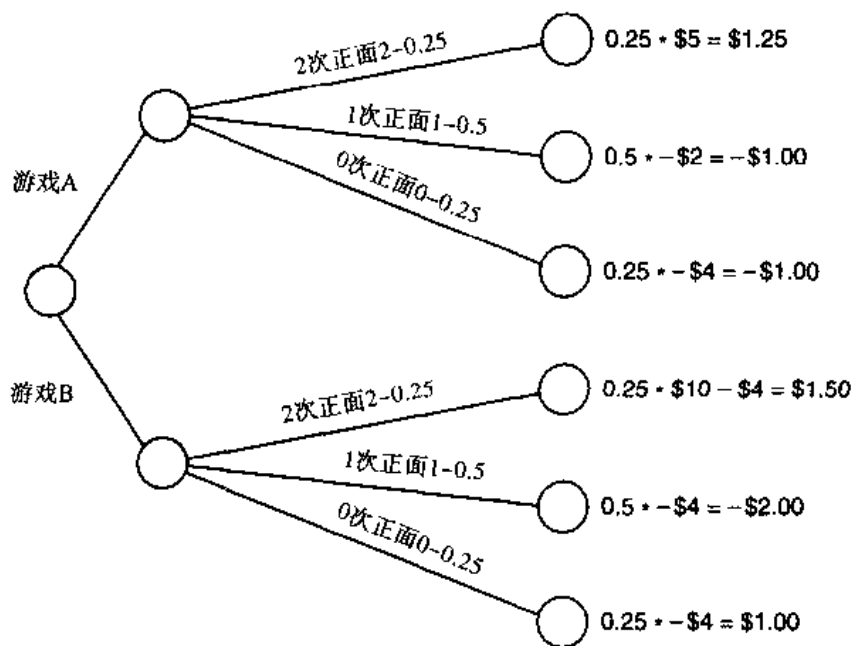 2次正面2-0.25
0.25 * $5 = $1.25
1次正面1-0.5
0.5 * -$2 = -$1.00
游戏A
0次正面0-0.25
0.25 * -$4 = -$1.00
游戏B
2次正面2-0.25
0.25 * $10 - $4 = $1.50
1次正面1-0.5
0.5 * -$4 = -$2.00
0次正面0-0.25
0.25 * -$4 = $1.00